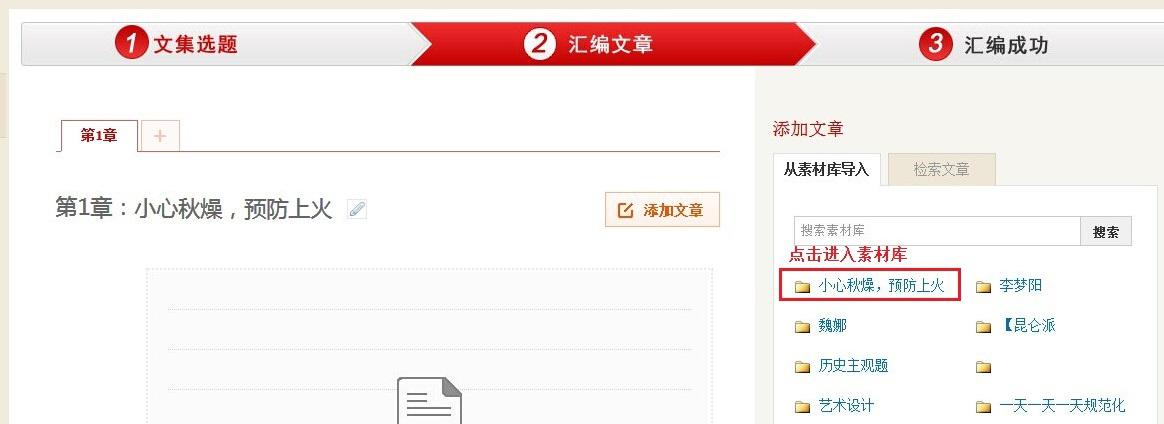 1 文集选题
2 汇编文章
3 汇编成功
第1章 +
第1章：小心秋燥，预防上火
添加文章
添加文章
从素材库导入 检索文章
搜索素材库 搜索
点击进入素材库
小心秋燥，预防上火 李梦阳
魏娜 【昆仑派
历史主观题
艺术设计 一天一天一天规范化